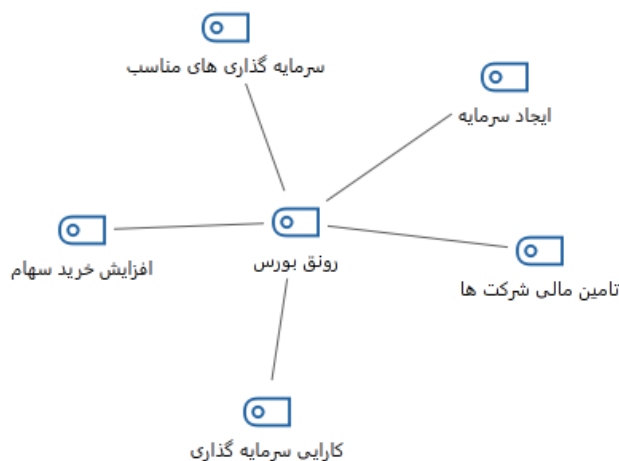 سرمایه گذاری های مناسب
ایجاد سرمایه
رونق بورس
افزایش خرید سهام
تامین مالی شرکت ها
کارایی سرمایه گذاری